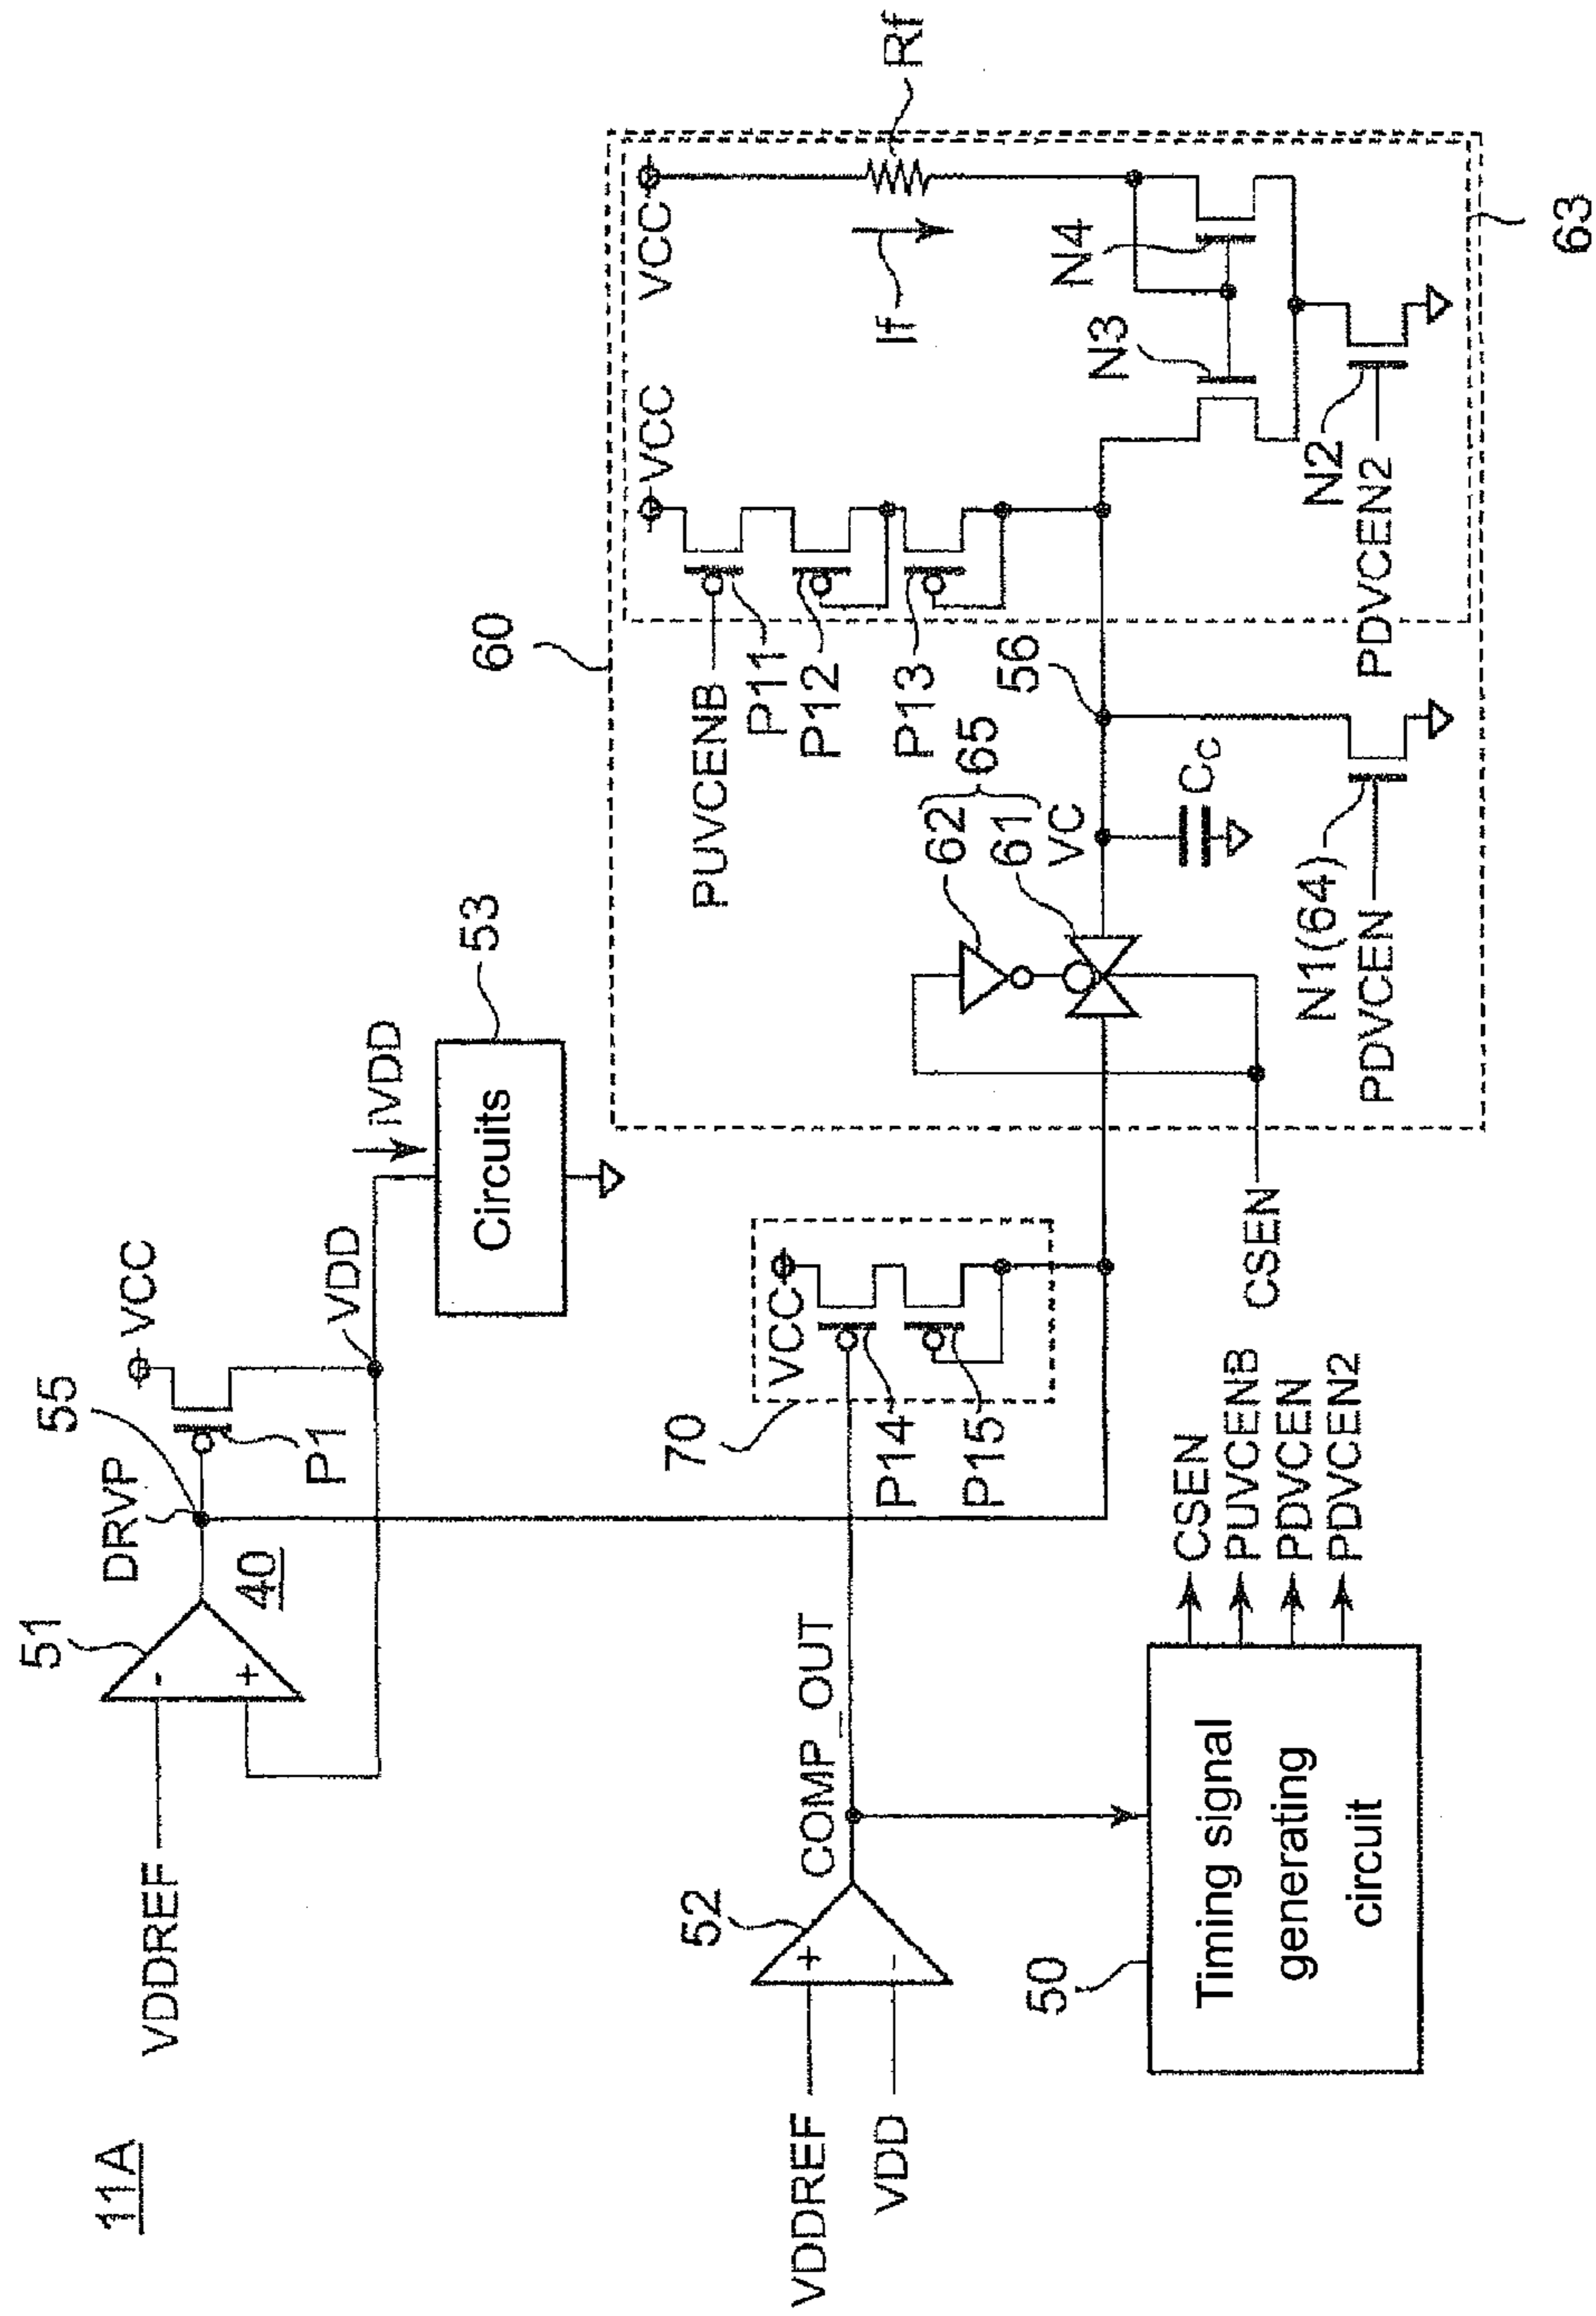 11A
VDDREF
51
-
+
DRVP
55
40
VCC
P1
VDD
iVDD
Circuits
53
VDDREF
VDD
52
+
-
COMP_OUT
70
VCC
P14
P15
50
Timing signal
generating
circuit
CSEN
PUVCENB
PDVCEN
PDVCEN2
CSEN
60
62
61
65
VC
56
Cc
N1(64)
PDVCEN
PUVCENB
P11
P12
P13
VCC
VCC
Rf
If
N3
N4
N2
PDVCEN2
63